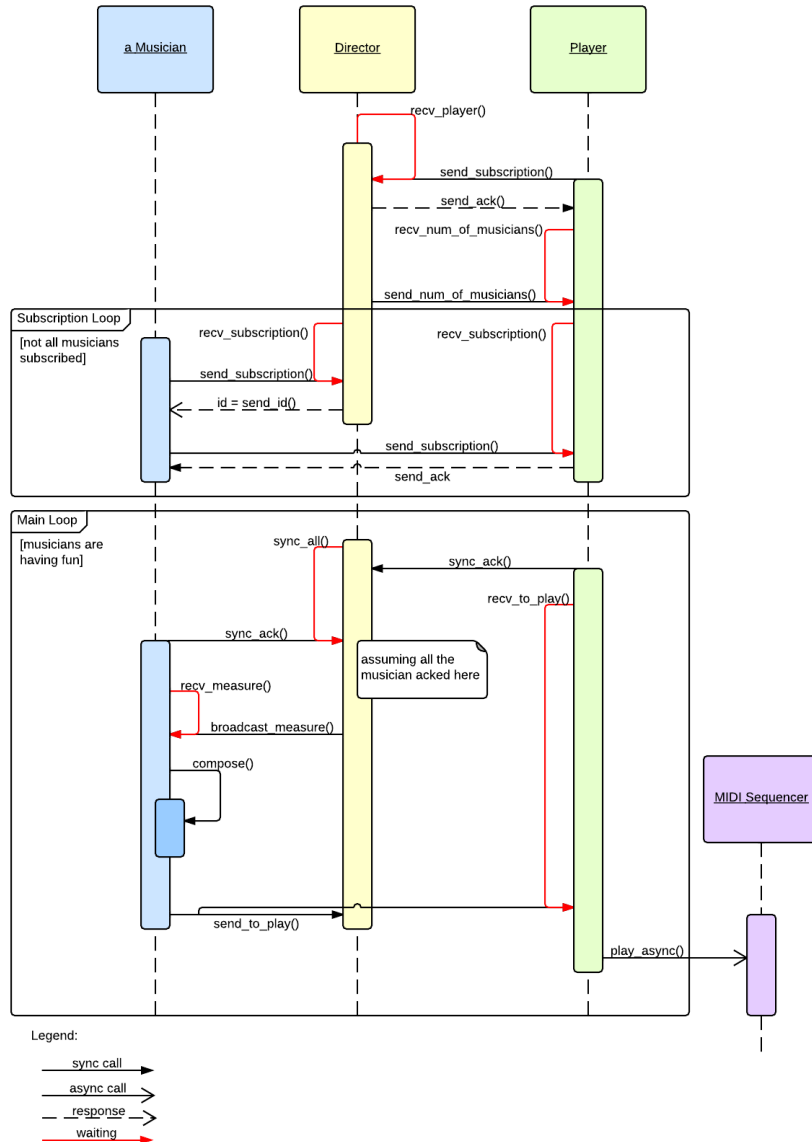 a Musician
Director
Player
recv_player()
send_subscription()
send_ack()
recv_num_of_musicians()
send_num_of_musicians()
Subscription Loop
[not all musicians
subscribed]
recv_subscription()
recv_subscription()
send_subscription()
id = send_id()
send_subscription()
send_ack
Main Loop
[musicians are
having fun]
sync_all()
sync_ack()
recv_to_play()
sync_ack()
assuming all the
musician acked here
recv_measure()
broadcast_measure()
compose()
MIDI Sequencer
send_to_play()
play_async()
Legend:
sync call
async call
response
waiting